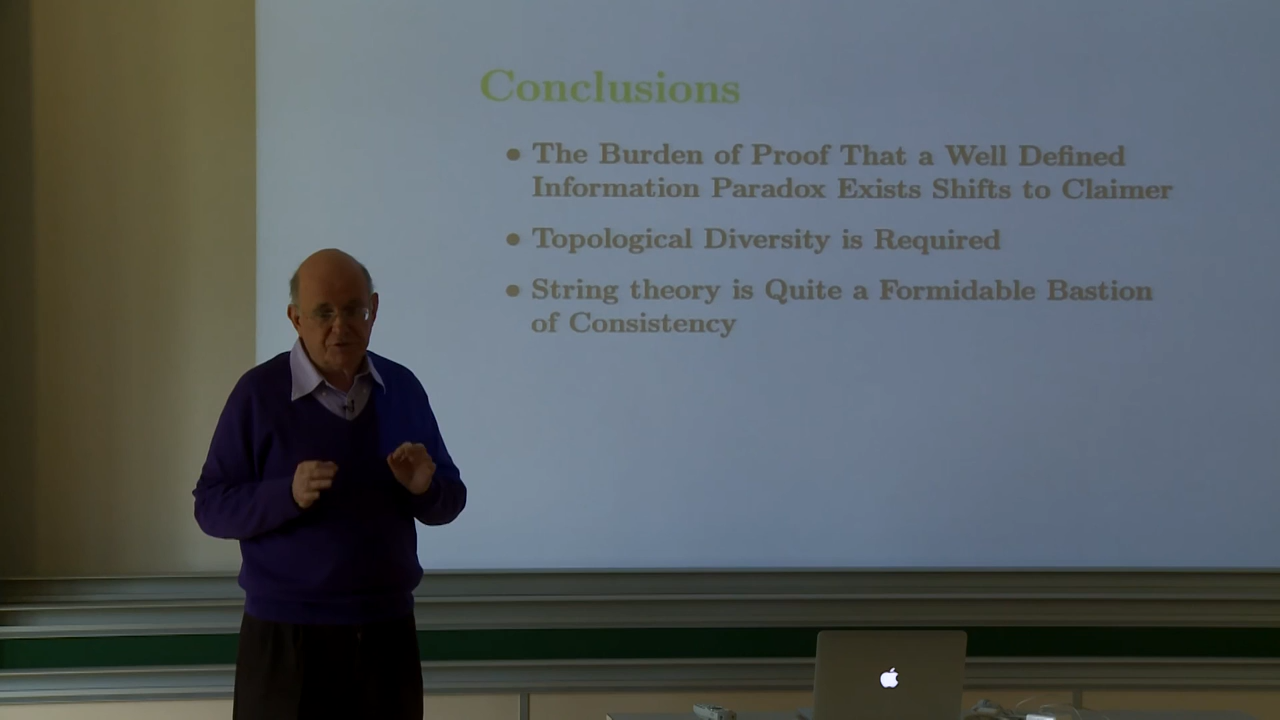 Conclusions
• The Burden of Proof That a Well Defined
Information Paradox Exists Shifts to Claimer
• Topological Diversity is Required
• String theory is Quite a Formidable Bastion
of Consistency